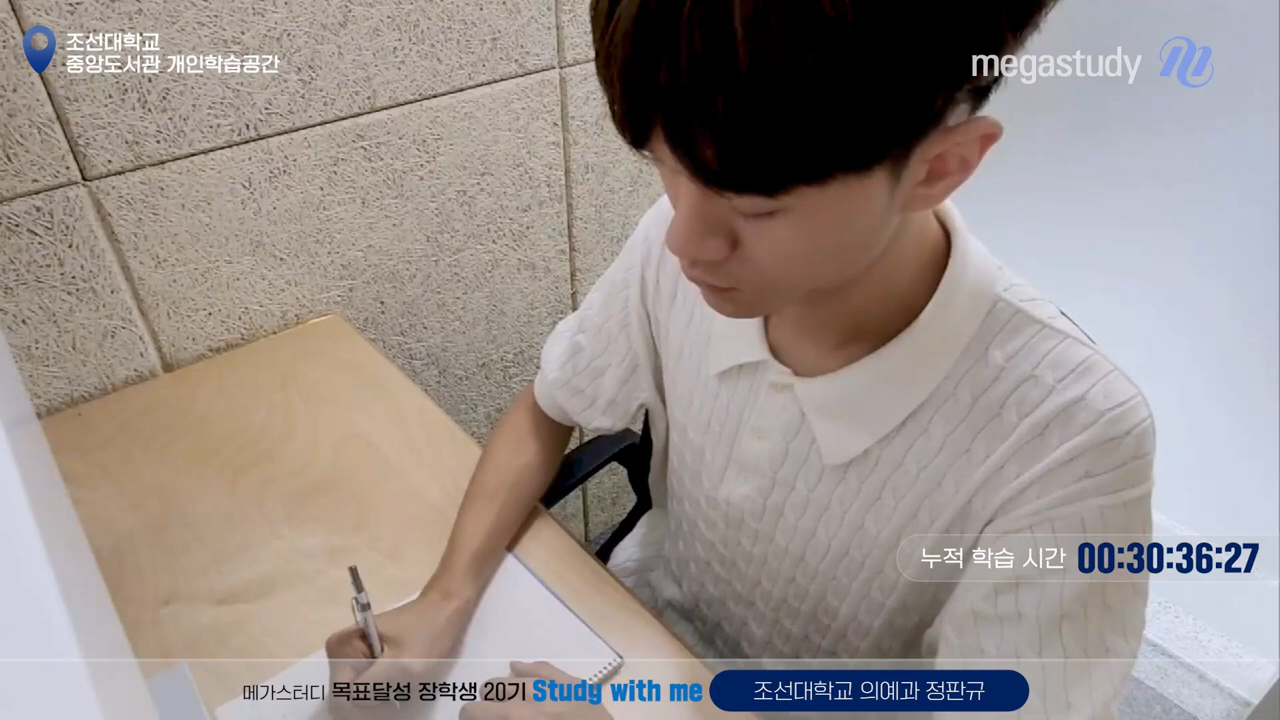 조선대학교
중앙도서관 개인학습공간
megastudy
누적 학습 시간 00:30:36:27
메가스터디 목표달성 장학생 20기 Study with me 조선대학교 의예과 정판규